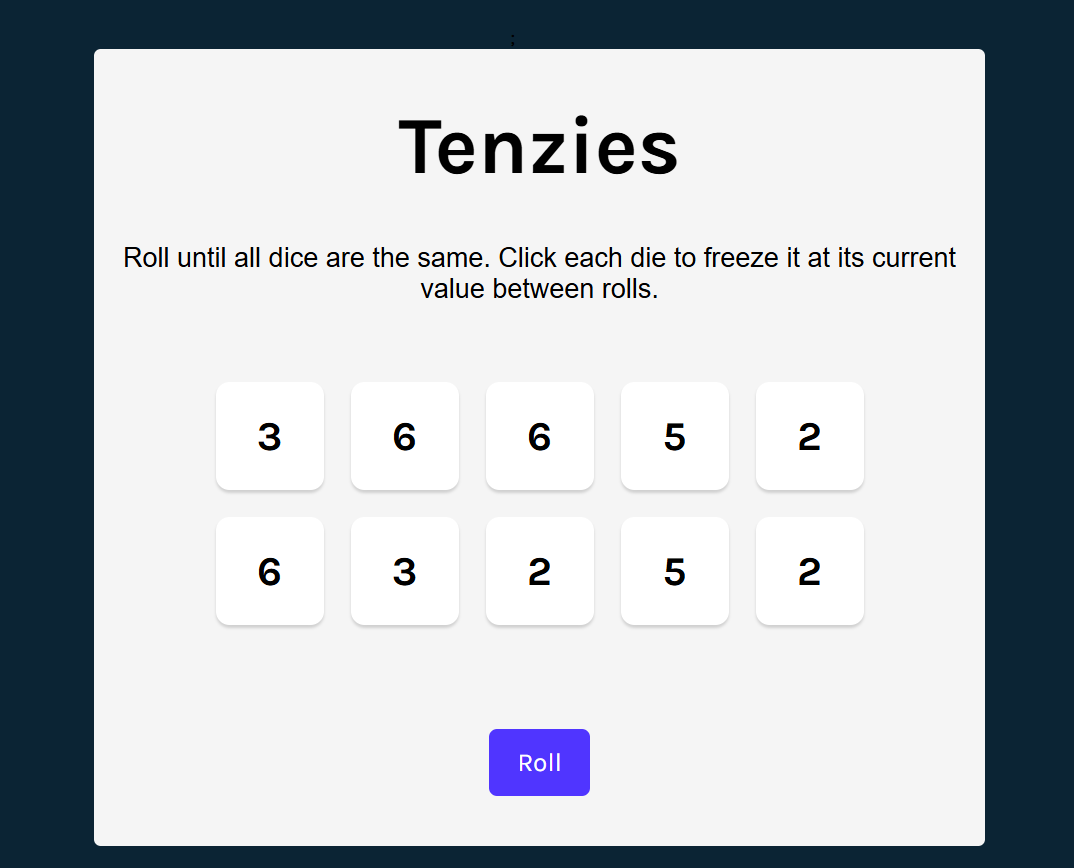 ;
Tenzies
Roll until all dice are the same. Click each die to freeze it at its current
value between rolls.
3 6 6 5 2
6 3 2 5 2
Roll